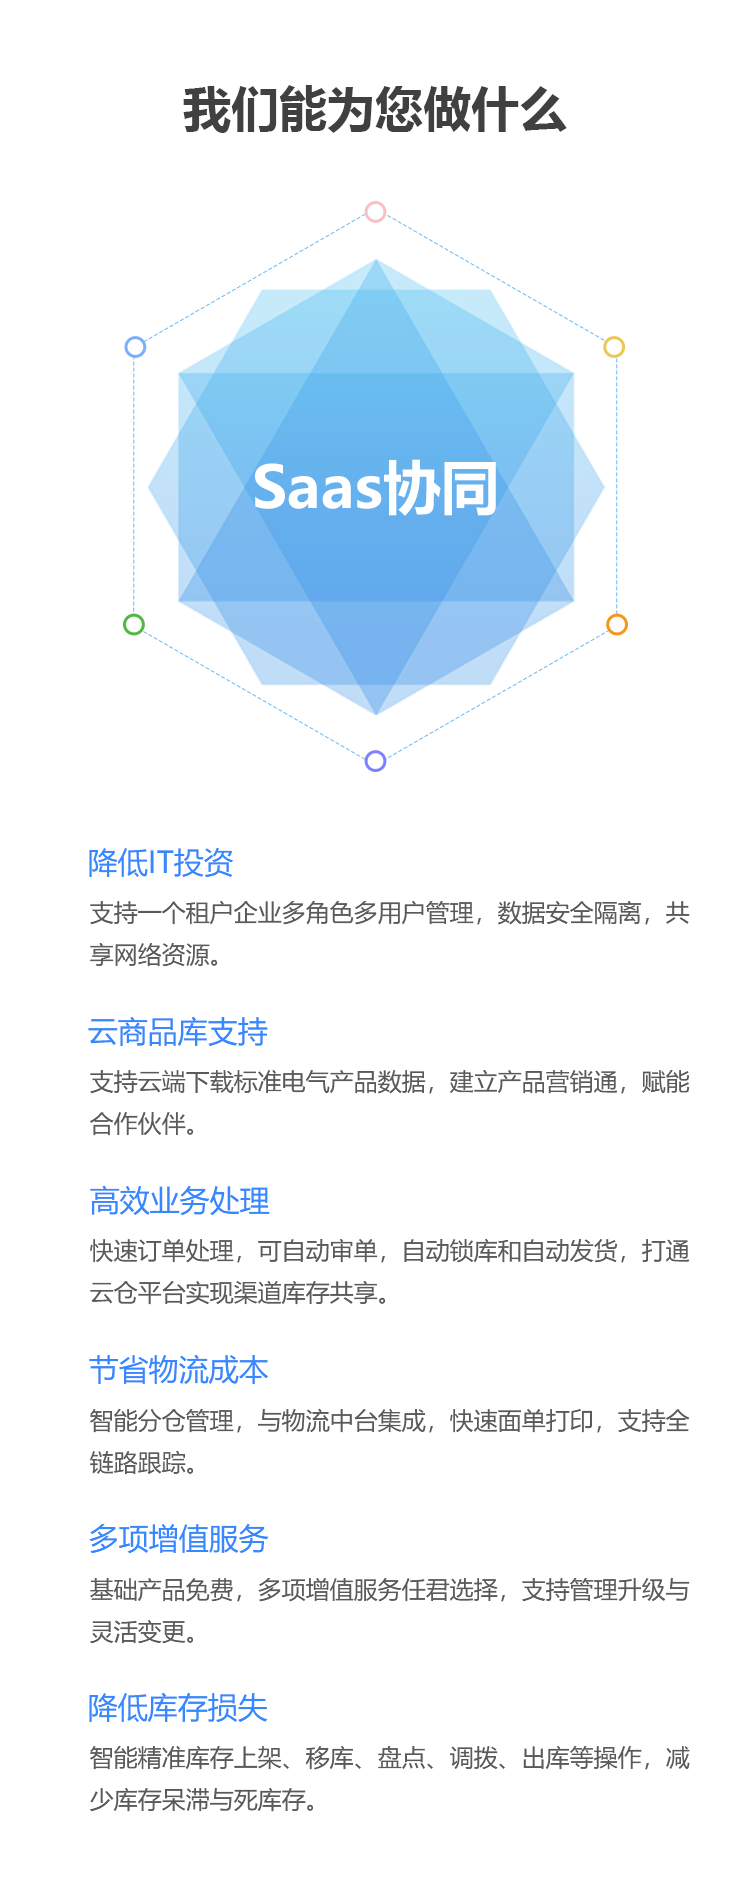 我们能为您做什么
Saas协同
降低IT投资
支持一个租户企业多角色多用户管理，数据安全隔离，共
享网络资源。
云商品库支持
支持云端下载标准电气产品数据，建立产品营销通，赋能
合作伙伴。
高效业务处理
快速订单处理，可自动审单，自动锁库和自动发货，打通
云仓平台实现渠道库存共享。
节省物流成本
智能分仓管理，与物流中台集成，快速面单打印，支持全
链路跟踪。
多项增值服务
基础产品免费，多项增值服务任君选择，支持管理升级与
灵活变更。
降低库存损失
智能精准库存上架、移库、盘点、调拨、出库等操作，减
少库存呆滞与死库存。